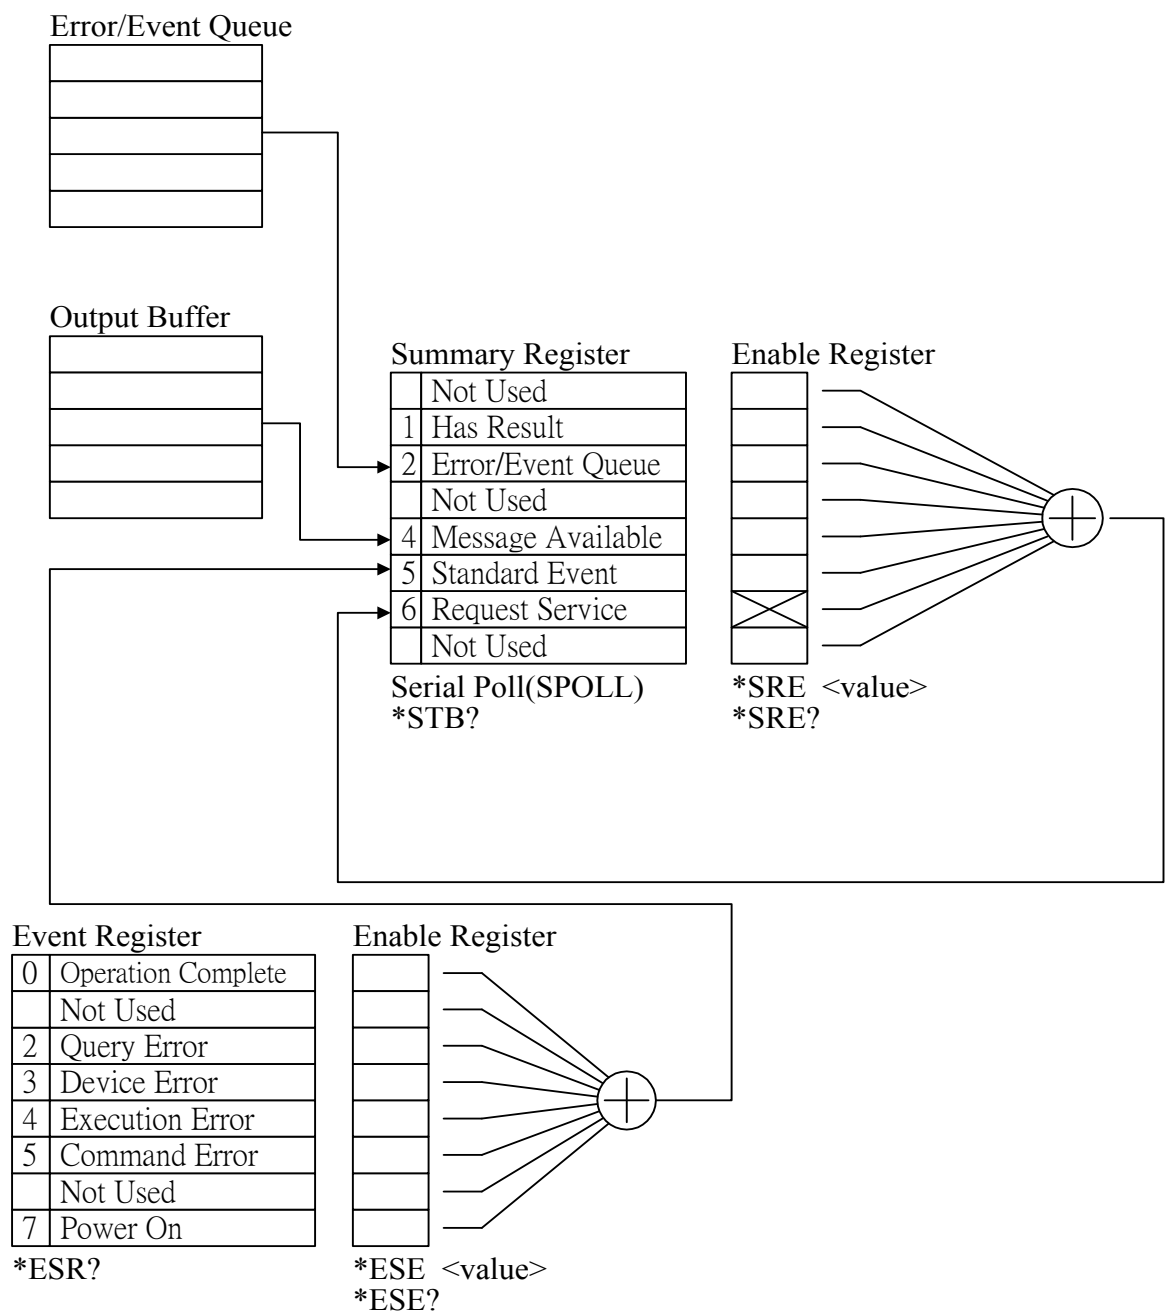 Error/Event Queue
Output Buffer
Summary Register
Not Used
1 Has Result
2 Error/Event Queue
Not Used
4 Message Available
5 Standard Event
6 Request Service
Not Used
Serial Poll(SPOLL)
*STB?
Enable Register
*SRE <value>
*SRE?
Event Register
0 Operation Complete
Not Used
2 Query Error
3 Device Error
4 Execution Error
5 Command Error
Not Used
7 Power On
*ESR?
Enable Register
*ESE <value>
*ESE?